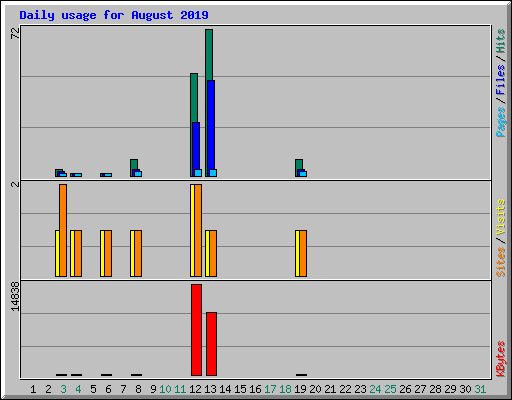 Daily usage for August 2019
72
Pages / Files / Hits
2
Sites / Visits
14838
KBytes
1 2 3 4 5 6 7 8 9 10 11 12 13 14 15 16 17 18 19 20 21 22 23 24 25 26 27 28 29 30 31